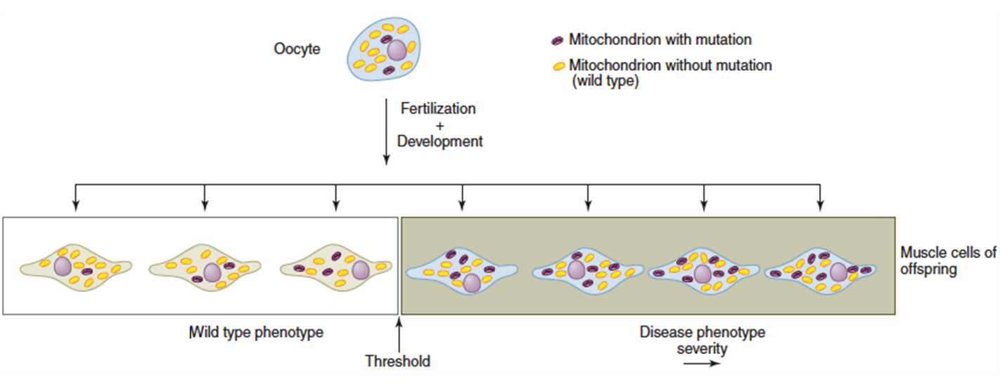 Oocyte
Mitochondrion with mutation
Mitochondrion without mutation
(wild type)
Fertilization
+
Development
Muscle cells of
offspring
Wild type phenotype
Threshold
Disease phenotype
severity